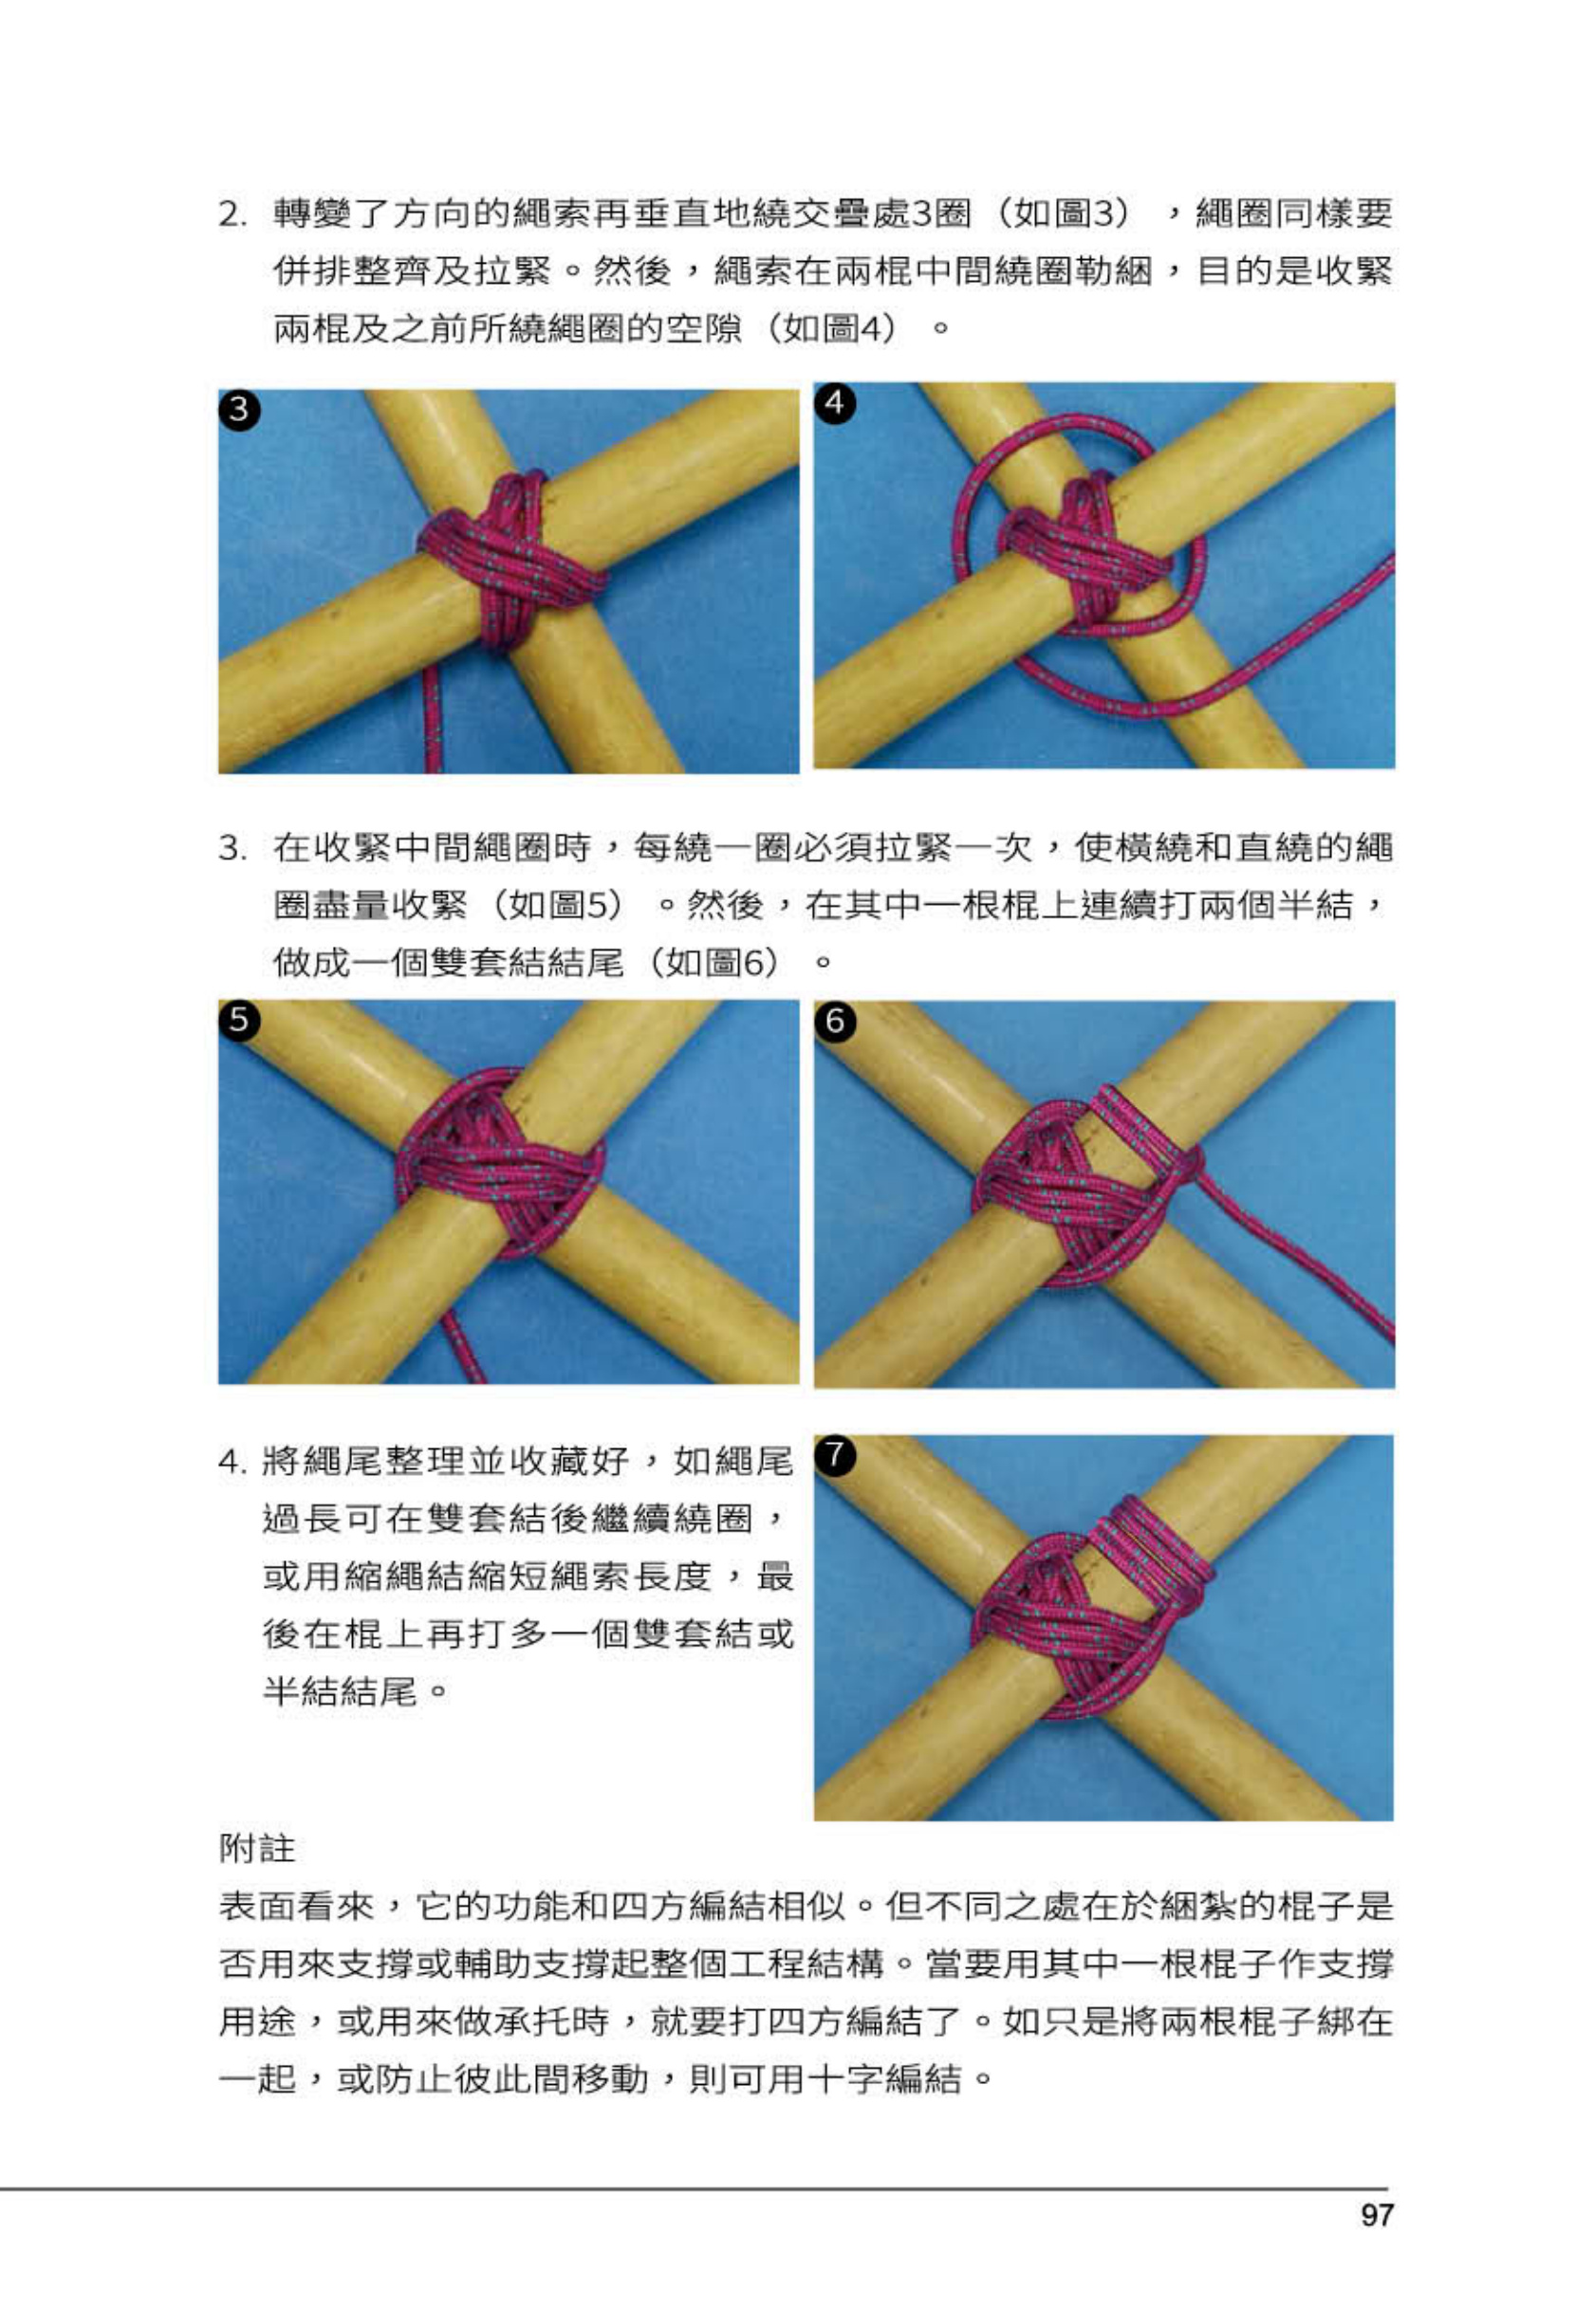 2. 轉變了方向的繩索再垂直地繞交疊處3圈（如圖3），繩圈同樣要
併排整齊及拉緊。然後，繩索在兩棍中間繞圈勒綑，目的是收緊
兩棍及之前所繞繩圈的空隙（如圖4）。
3
4
3. 在收緊中間繩圈時，每繞一圈必須拉緊一次，使橫繞和直繞的繩
圈盡量收緊（如圖5）。然後，在其中一根棍上連續打兩個半結，
做成一個雙套結結尾（如圖6）。
5
6
4. 將繩尾整理並收藏好，如繩尾
過長可在雙套結後繼續繞圈，
或用縮繩結縮短繩索長度，最
後在棍上再打多一個雙套結或
半結結尾。
7
附註
表面看來，它的功能和四方編結相似。但不同之處在於綑紮的棍子是
否用來支撐或輔助支撐起整個工程結構。當要用其中一根棍子作支撐
用途，或用來做承托時，就要打四方編結了。如只是將兩根棍子綁在
一起，或防止彼此間移動，則可用十字編結。
97